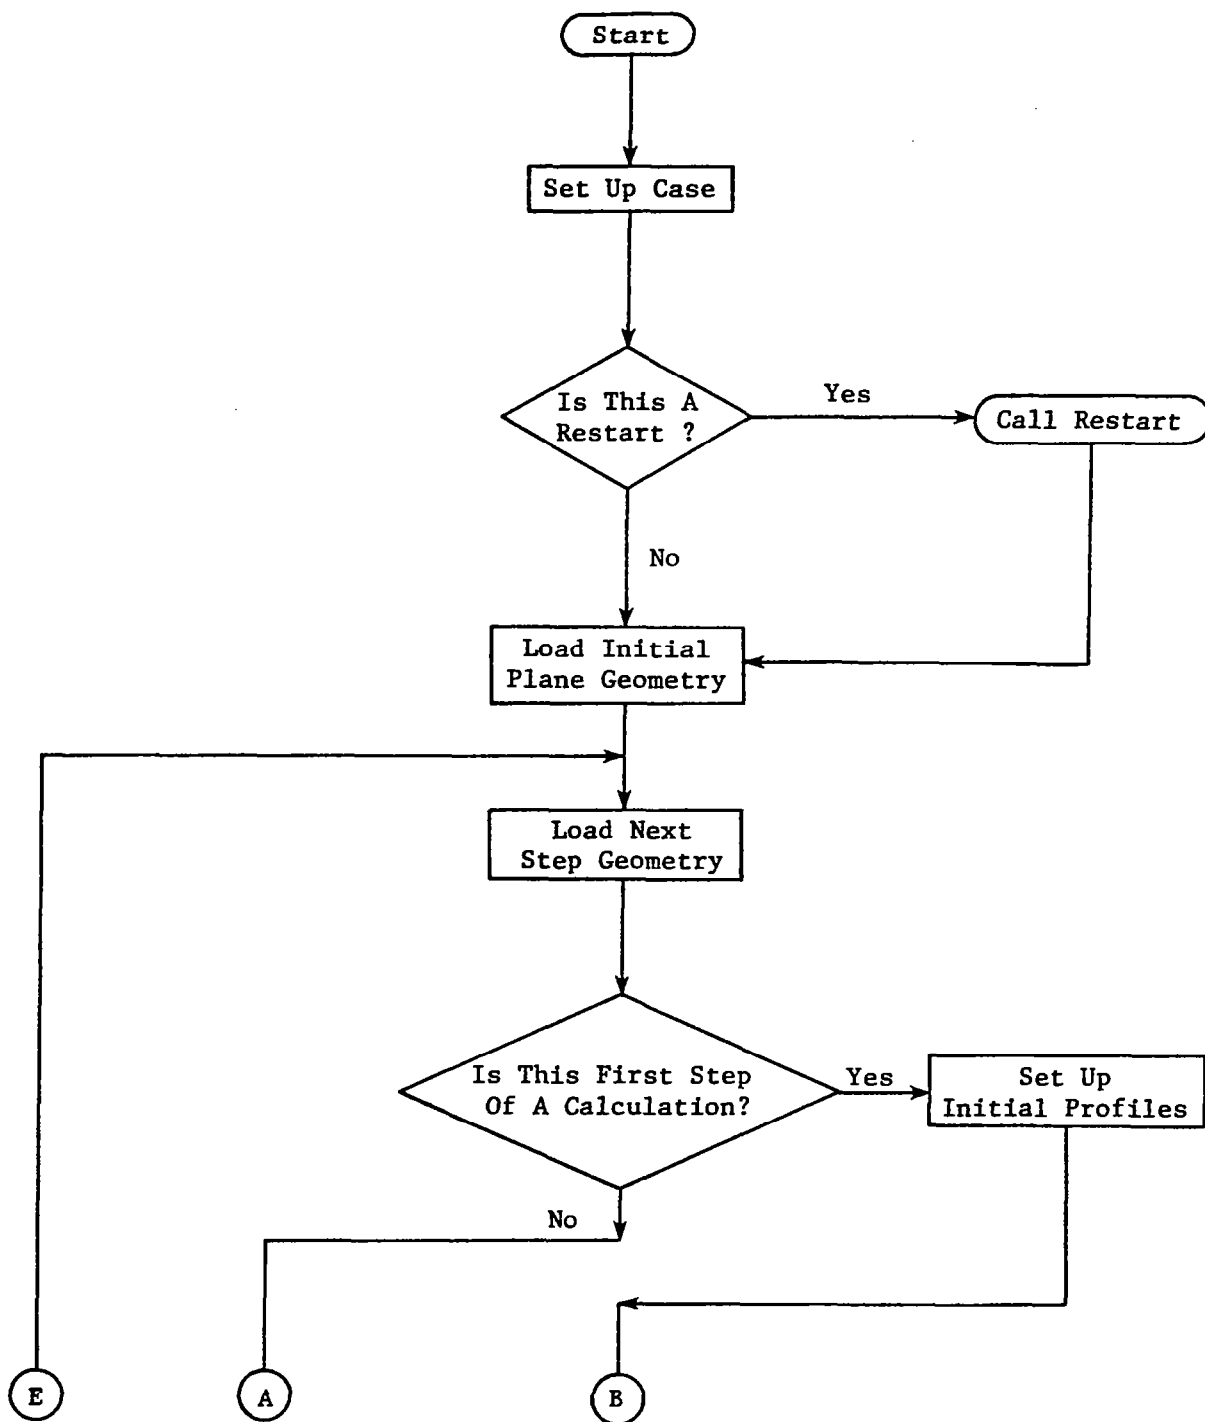 Start
Set Up Case
Is This A
Restart ?
Yes
Call Restart
No
Load Initial
Plane Geometry
Load Next
Step Geometry
Is This First Step
Of A Calculation?
Yes
Set Up
Initial Profiles
No
E
A
B